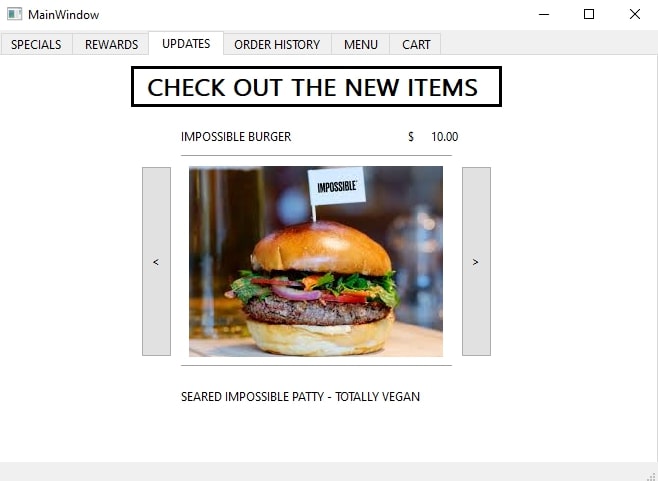 MainWindow
SPECIALS REWARDS UPDATES ORDER HISTORY MENU CART
CHECK OUT THE NEW ITEMS
IMPOSSIBLE BURGER $ 10.00
IMPOSSIBLE
< >
SEARED IMPOSSIBLE PATTY - TOTALLY VEGAN